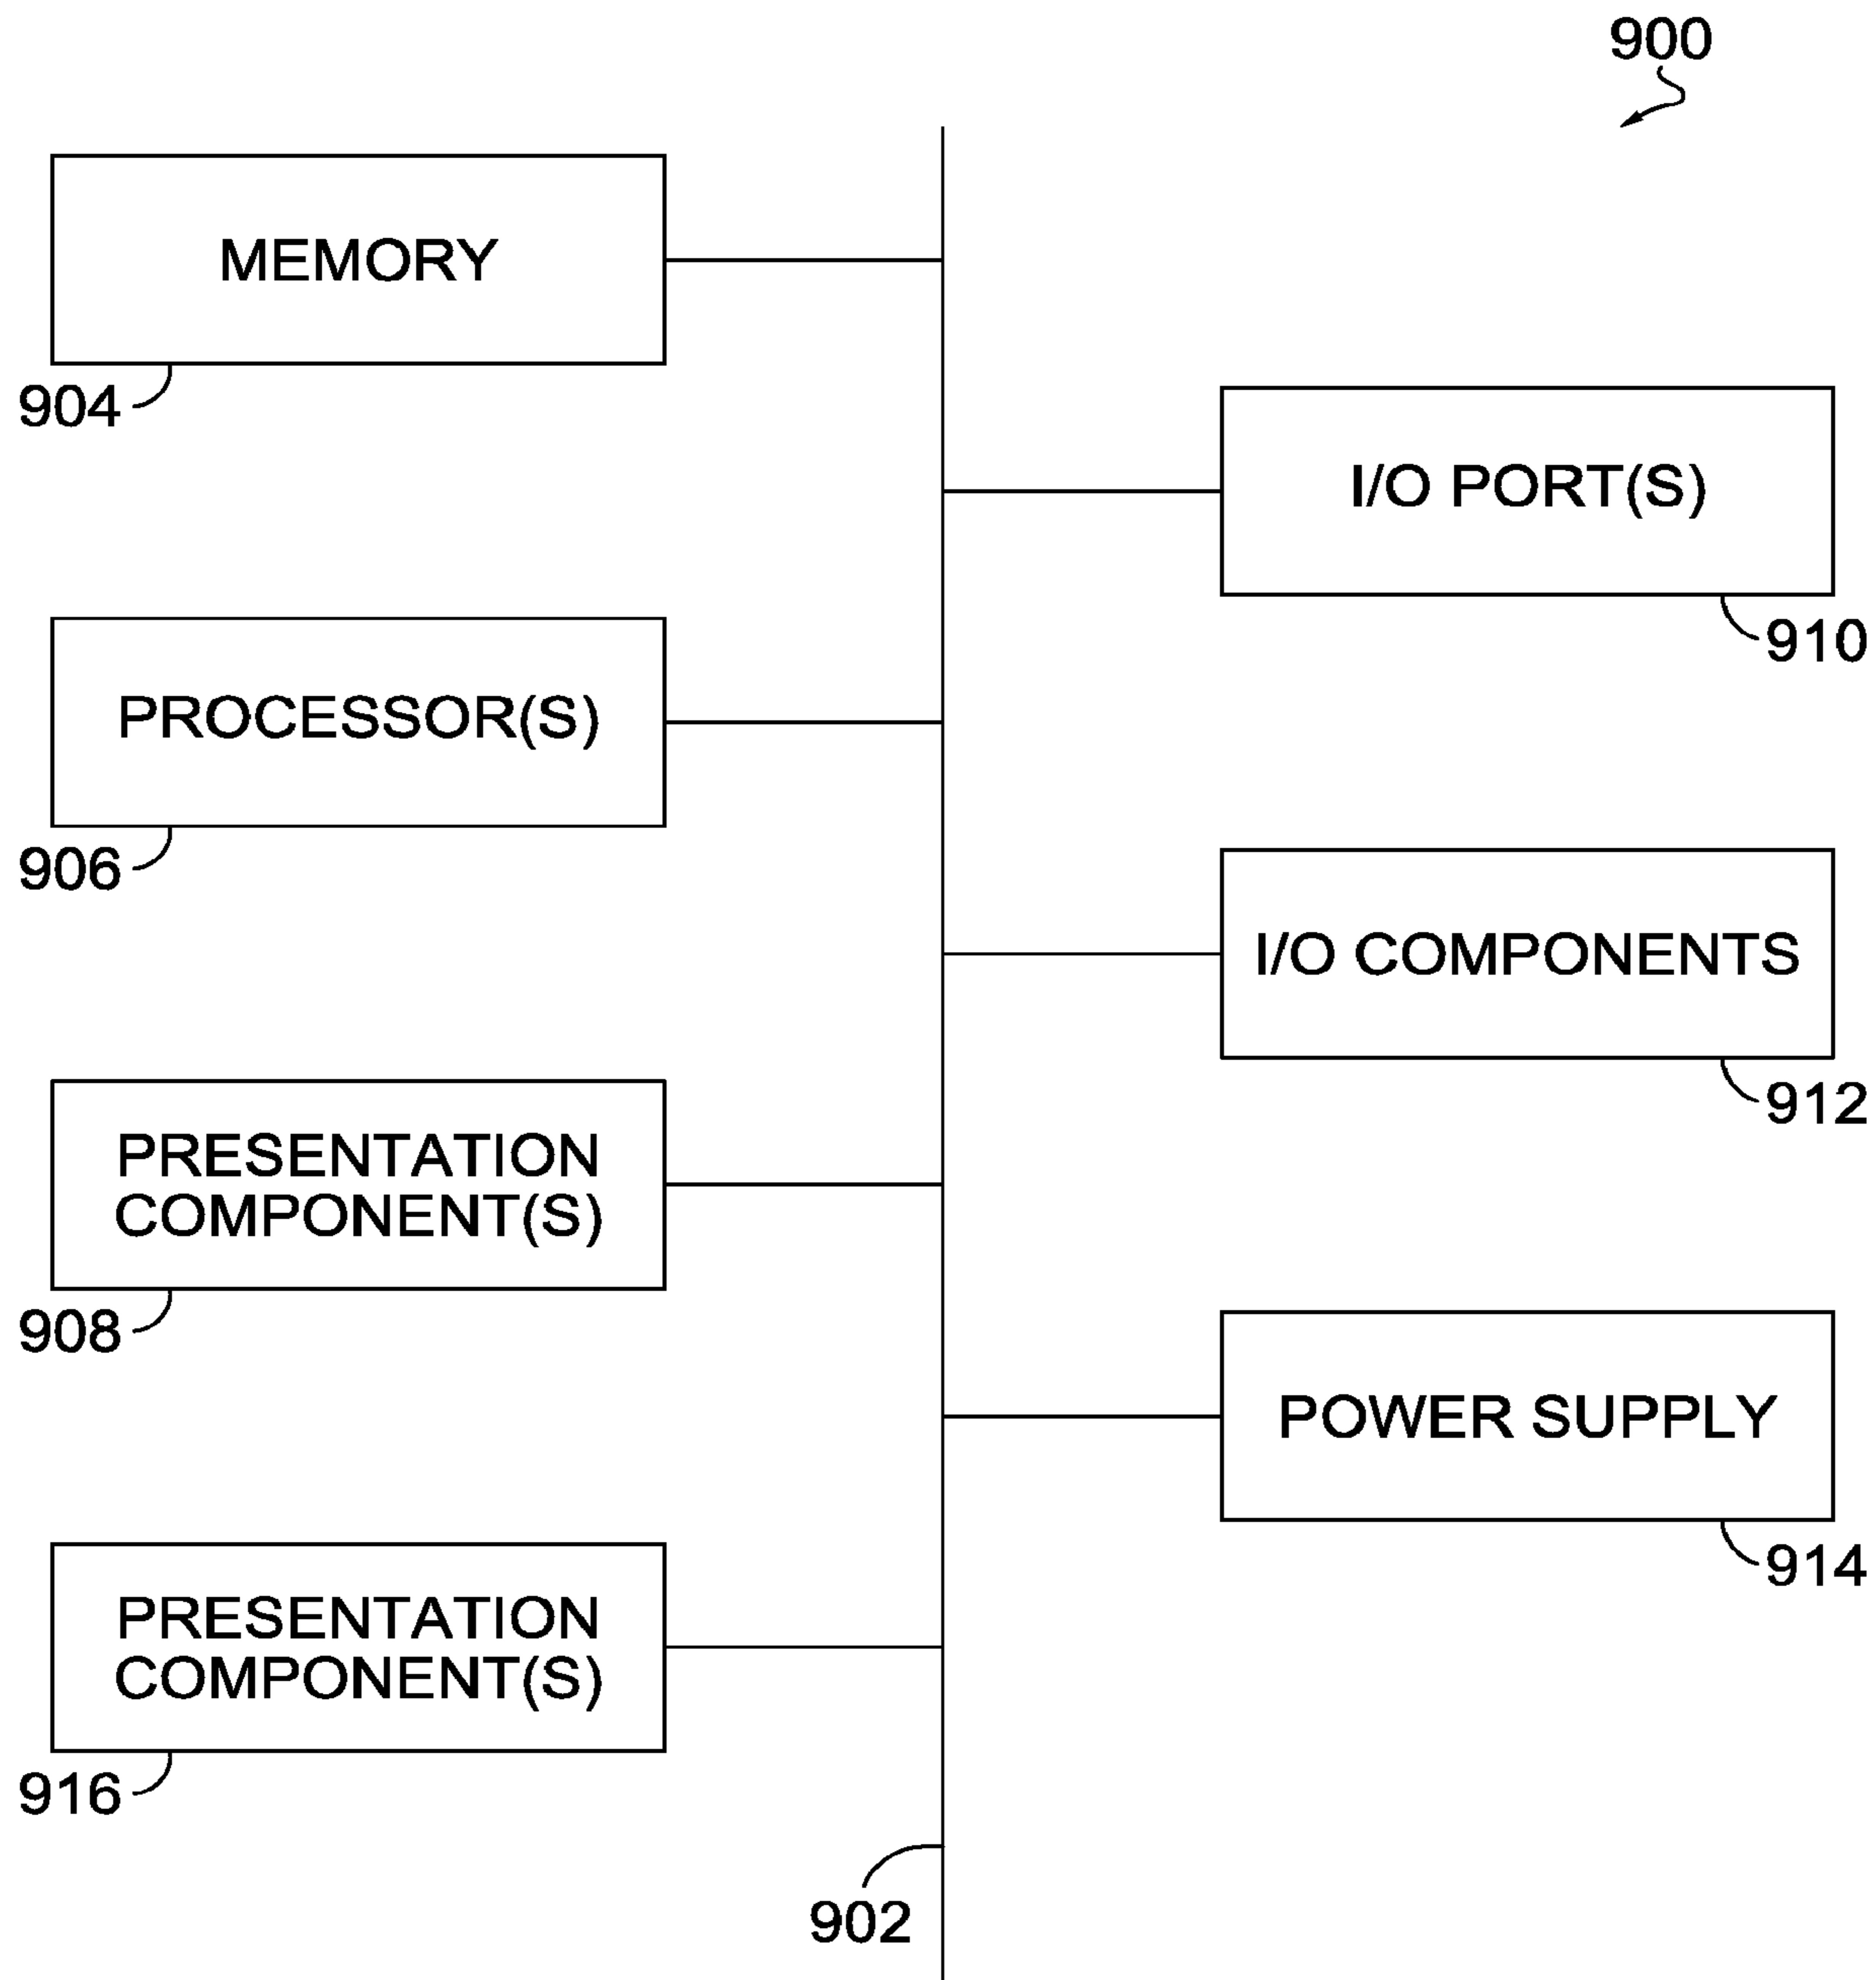 900
MEMORY
904
I/O PORT(S)
910
PROCESSOR(S)
906
I/O COMPONENTS
912
PRESENTATION
COMPONENT(S)
908
POWER SUPPLY
914
PRESENTATION
COMPONENT(S)
916
902